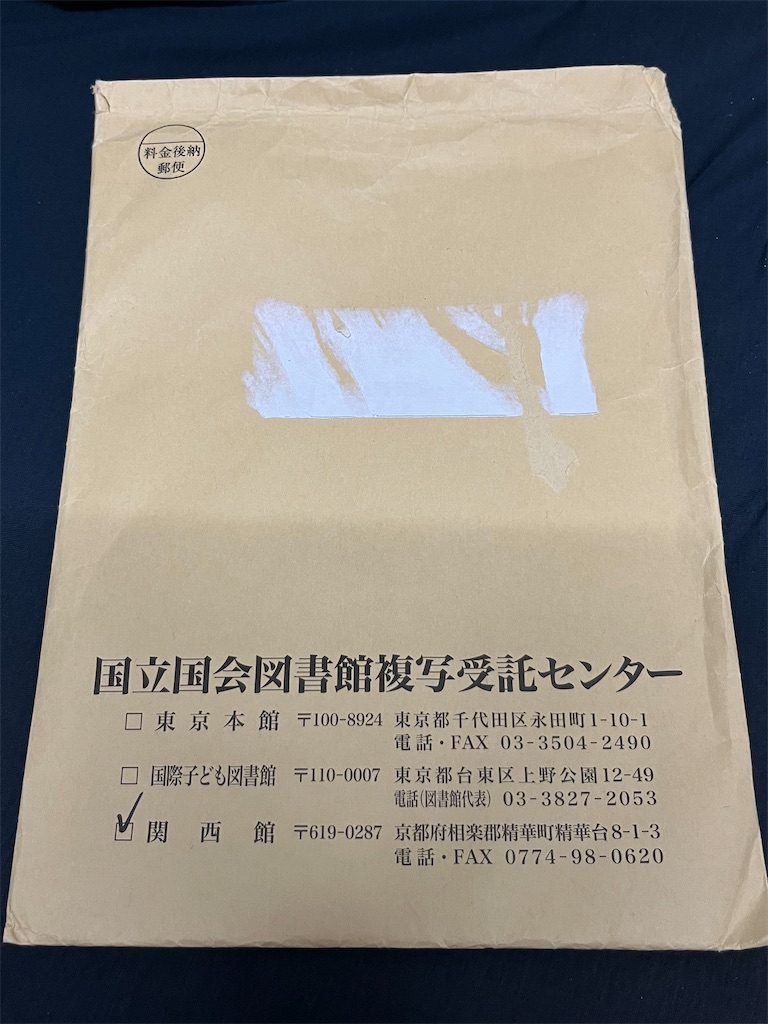 料金後納
郵便
国立国会図書館複写受託センター
□ 東京本館 〒100-8924 東京都千代田区永田町1-10-1
電話・FAX 03-3504-2490
□ 国際子ども図書館 〒110-0007 東京都台東区上野公園12-49
電話(図書館代表) 03-3827-2053
☑ 関西館 〒619-0287 京都府相楽郡精華町精華台8-1-3
電話・FAX 0774-98-0620